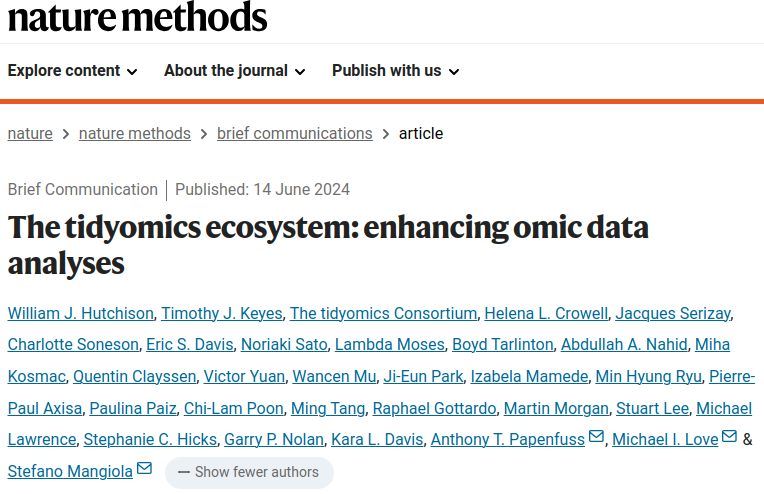 nature methods
Explore content About the journal Publish with us
nature > nature methods > brief communications > article
Brief Communication | Published: 14 June 2024
The tidyomics ecosystem: enhancing omic data
analyses
William J. Hutchison, Timothy J. Keyes, The tidyomics Consortium, Helena L. Crowell, Jacques Serizay,
Charlotte Soneson, Eric S. Davis, Noriaki Sato, Lambda Moses, Boyd Tarlinton, Abdullah A. Nahid, Miha
Kosmac, Quentin Clayssen, Victor Yuan, Wancen Mu, Ji-Eun Park, Izabela Mamede, Min Hyung Ryu, Pierre-
Paul Axisa, Paulina Paiz, Chi-Lam Poon, Ming Tang, Raphael Gottardo, Martin Morgan, Stuart Lee, Michael
Lawrence, Stephanie C. Hicks, Garry P. Nolan, Kara L. Davis, Anthony T. Papenfuss, Michael I. Love &
Stefano Mangiola — Show fewer authors